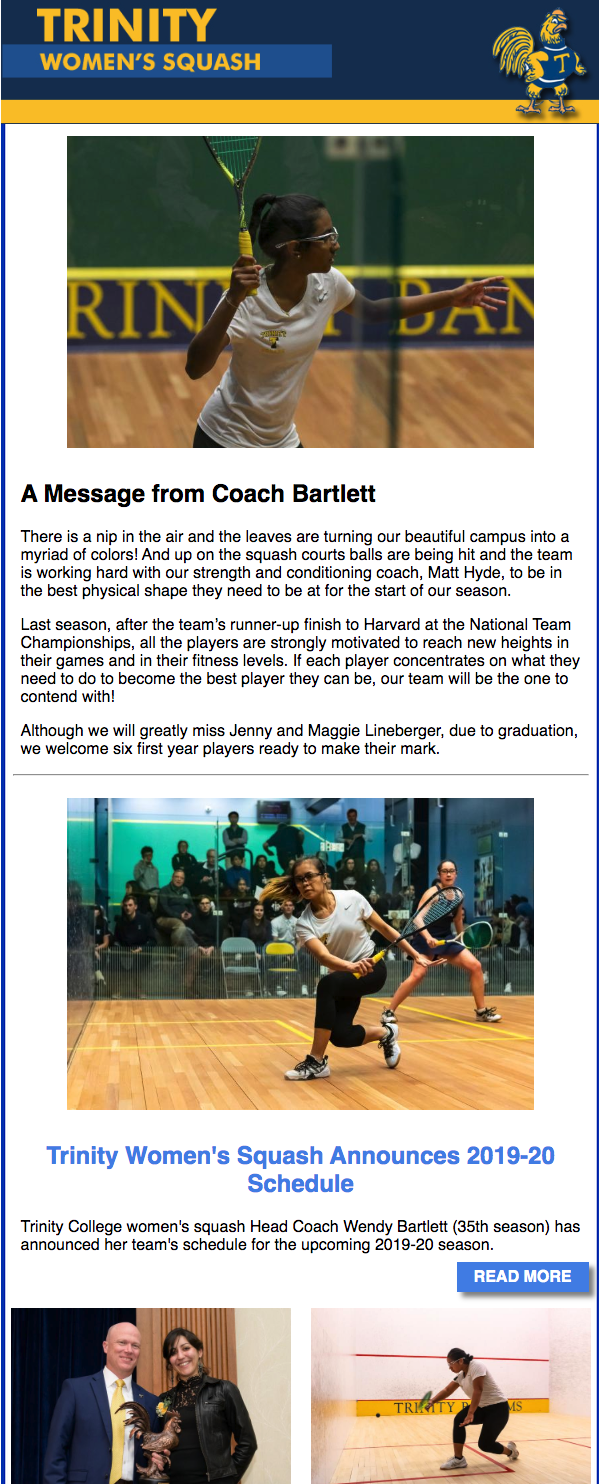 TRINITY
WOMEN'S SQUASH
T
RINITY BAN
A Message from Coach Bartlett
There is a nip in the air and the leaves are turning our beautiful campus into a
myriad of colors! And up on the squash courts balls are being hit and the team
is working hard with our strength and conditioning coach, Matt Hyde, to be in
the best physical shape they need to be at for the start of our season.
Last season, after the team’s runner-up finish to Harvard at the National Team
Championships, all the players are strongly motivated to reach new heights in
their games and in their fitness levels. If each player concentrates on what they
need to do to become the best player they can be, our team will be the one to
contend with!
Although we will greatly miss Jenny and Maggie Lineberger, due to graduation,
we welcome six first year players ready to make their mark.
Trinity Women's Squash Announces 2019-20
Schedule
Trinity College women's squash Head Coach Wendy Bartlett (35th season) has
announced her team's schedule for the upcoming 2019-20 season.
READ MORE
TRINITY